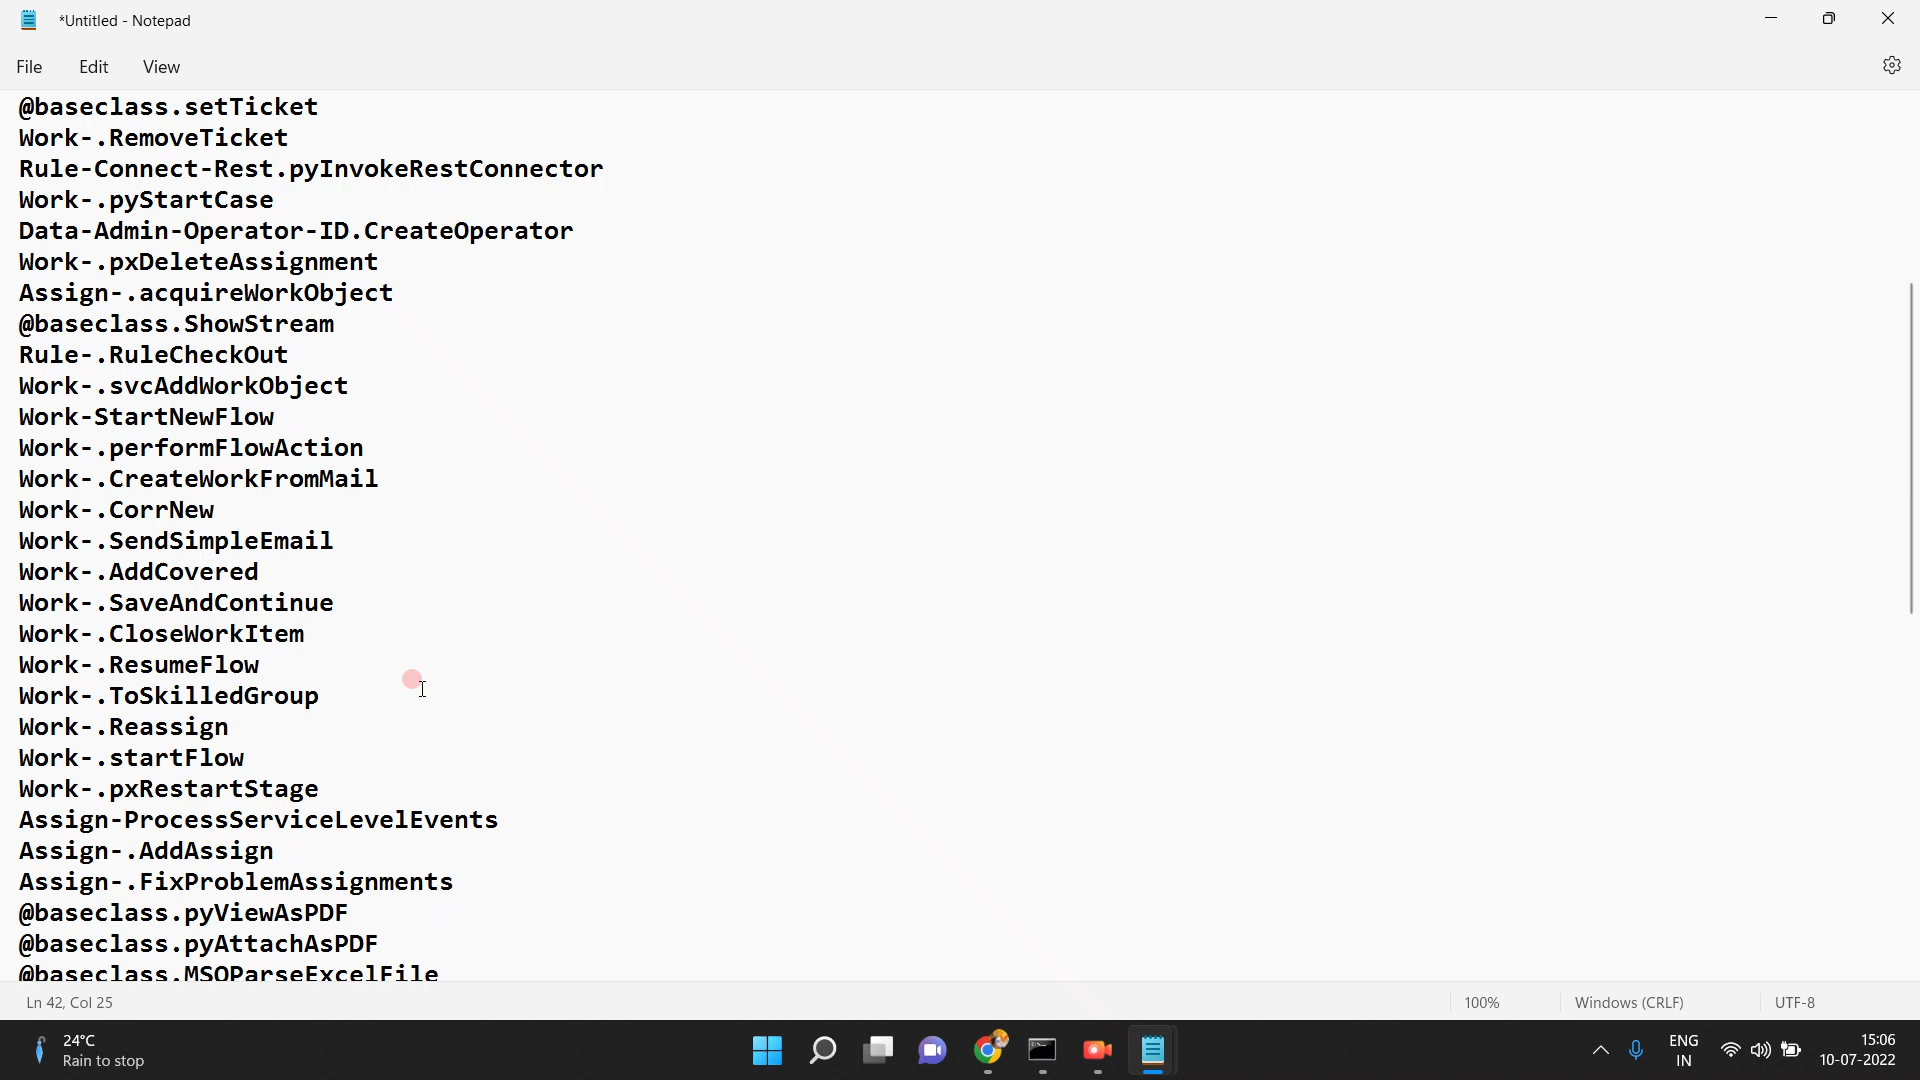 *Untitled - Notepad
File Edit View
@baseclass.setTicket
Work-.RemoveTicket
Rule-Connect-Rest.pyInvokeRestConnector
Work-.pyStartCase
Data-Admin-Operator-ID.CreateOperator
Work-.pxDeleteAssignment
Assign-.acquireWorkObject
@baseclass.ShowStream
Rule-.RuleCheckOut
Work-.svcAddWorkObject
Work-StartNewFlow
Work-.performFlowAction
Work-.CreateWorkFromMail
Work-.CorrNew
Work-.SendSimpleEmail
Work-.AddCovered
Work-.SaveAndContinue
Work-.CloseWorkItem
Work-.ResumeFlow
Work-.ToSkilledGroup
Work-.Reassign
Work-.startFlow
Work-.pxRestartStage
Assign-ProcessServiceLevelEvents
Assign-.AddAssign
Assign-.FixProblemAssignments
@baseclass.pyViewAsPDF
@baseclass.pyAttachAsPDF
@baseclass.MSOParseExcelFile
Ln 42, Col 25 100% Windows (CRLF) UTF-8
24°C
Rain to stop
ENG
IN
15:06
10-07-2022